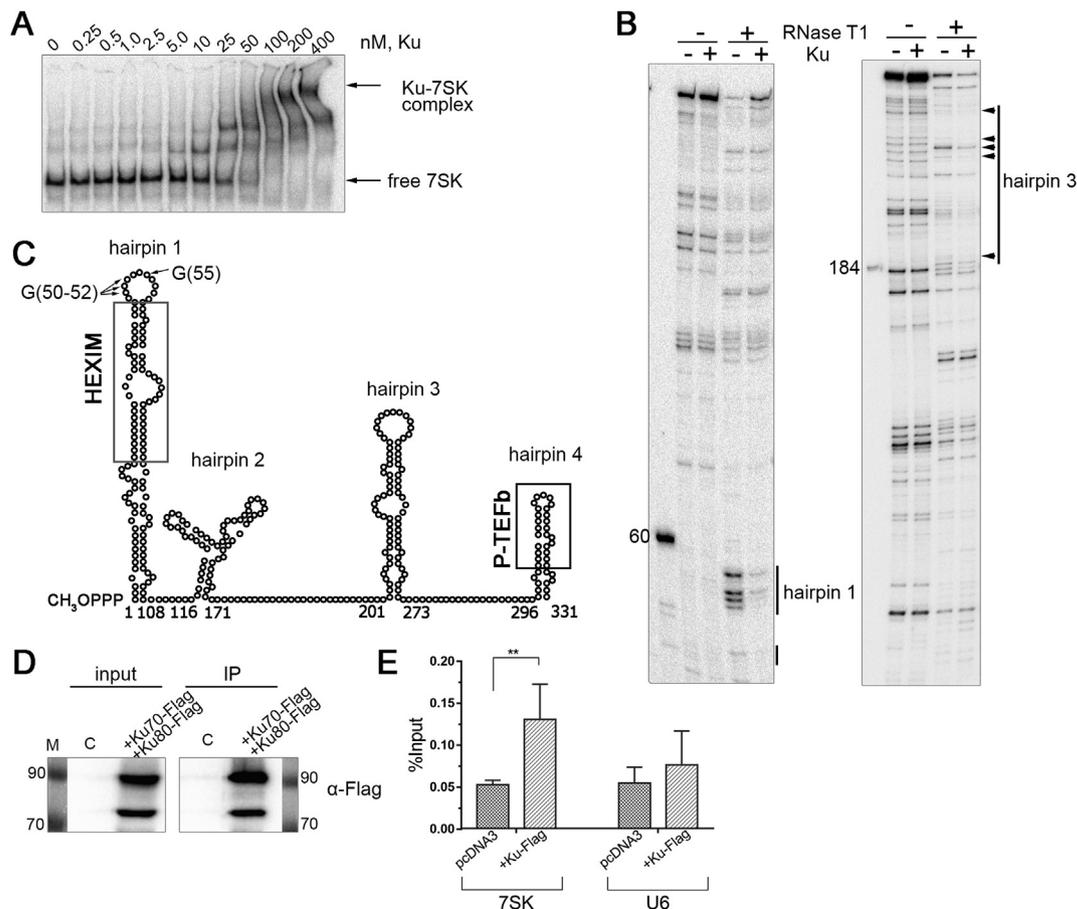 A
0 0.25 0.5 1.0 2.5 5.0 10 25 50 100 200 400 nM, Ku
Ku-7SK
complex
free 7SK
B
- + RNase T1 - +
- + - + Ku - + - +
hairpin 3
184
60
hairpin 1
C
hairpin 1
G(55)
G(50-52)
HEXIM
hairpin 2
hairpin 3
hairpin 4
P-TEFb
CH3OPPP
1 108 116 171 201 273 296 331
D
input IP
M C +Ku70-Flag +Ku80-Flag C +Ku70-Flag +Ku80-Flag
90 90
α-Flag
70 70
E
**
%Input
0.20
0.15
0.10
0.05
0.00
pcDNA3 +Ku-Flag pcDNA3 +Ku-Flag
7SK U6